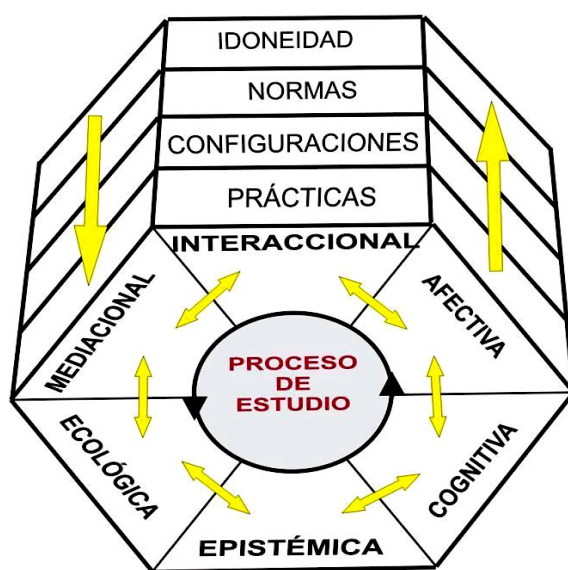 IDONEIDAD
NORMAS
CONFIGURACIONES
PRÁCTICAS
INTERACCIONAL
MEDIACIONAL
AFECTIVA
PROCESO
DE
ESTUDIO
ECOLÓGICA
COGNITIVA
EPISTÉMICA